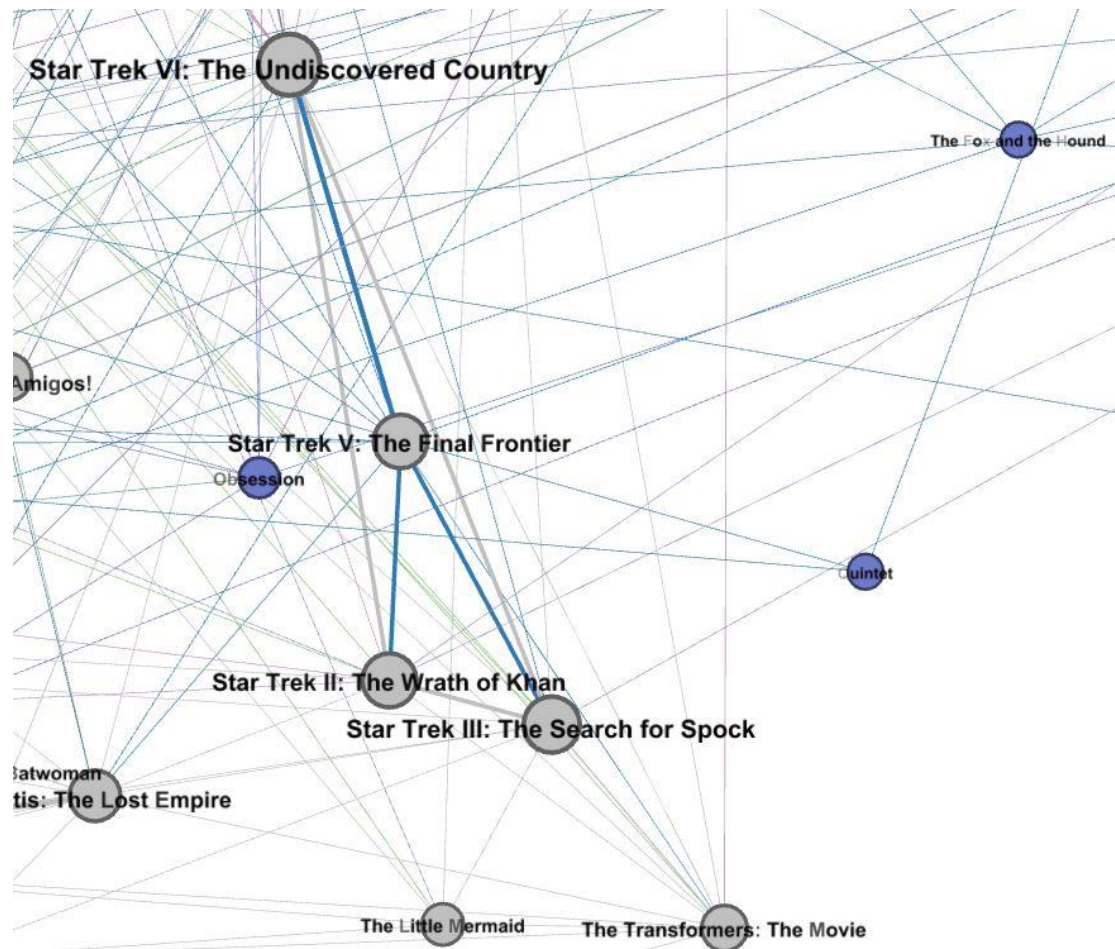 Star Trek VI: The Undiscovered Country
The Fox and the Hound
Amigos!
Star Trek V: The Final Frontier
Obsession
Quintet
Star Trek II: The Wrath of Khan
Star Trek III: The Search for Spock
Batwoman
tis: The Lost Empire
The Little Mermaid
The Transformers: The Movie